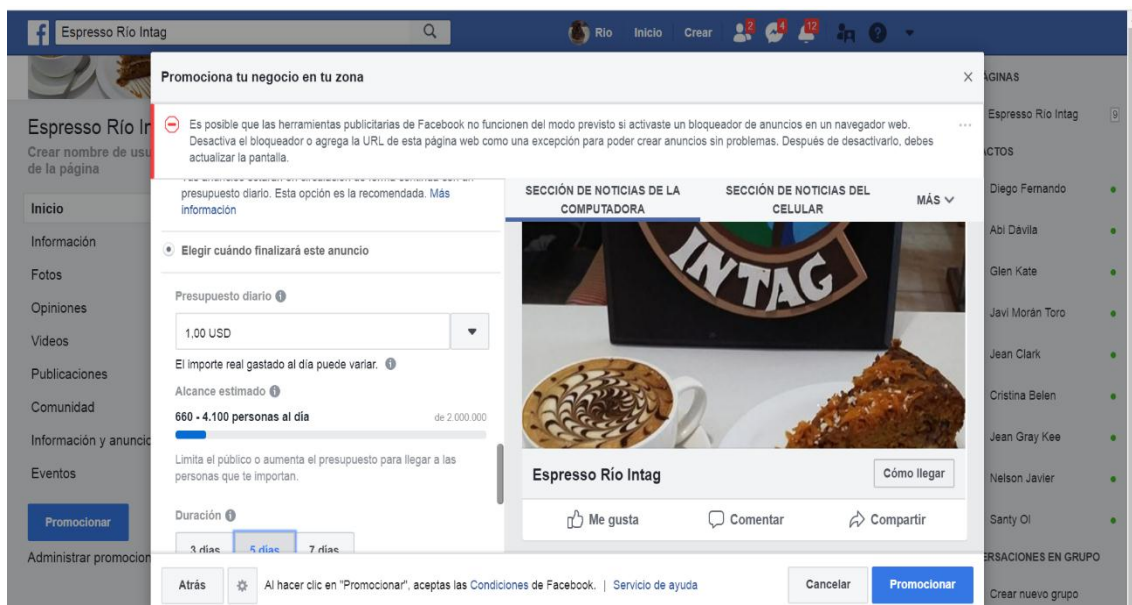 Espresso Río Intag
Río
Inicio
Crear
2
4
12
Promociona tu negocio en tu zona
Es posible que las herramientas publicitarias de Facebook no funcionen del modo previsto si activaste un bloqueador de anuncios en un navegador web.
Desactiva el bloqueador o agrega la URL de esta página web como una excepción para poder crear anuncios sin problemas. Después de desactivarlo, debes
actualizar la pantalla.
Espresso Río In
Crear nombre de usu
de la página
Inicio
Información
Fotos
Opiniones
Videos
Publicaciones
Comunidad
Información y anuncio
Eventos
Promocionar
Administrar promocion
presupuesto diario. Esta opción es la recomendada. Más
información
Elegir cuándo finalizará este anuncio
Presupuesto diario
1,00 USD
El importe real gastado al día puede variar.
Alcance estimado
660 - 4.100 personas al día
de 2.000.000
Limita el público o aumenta el presupuesto para llegar a las
personas que te importan.
Duración
3 días
5 días
7 días
SECCIÓN DE NOTICIAS DE LA
COMPUTADORA
SECCIÓN DE NOTICIAS DEL
CELULAR
MÁS
INTAG
Espresso Río Intag
Cómo llegar
Me gusta
Comentar
Compartir
Atrás
Al hacer clic en "Promocionar", aceptas las Condiciones de Facebook. | Servicio de ayuda
Cancelar
Promocionar
ÁGINAS
Espresso Río Intag
9
CTOS
Diego Fernando
Abi Dávila
Glen Kate
Javi Morán Toro
Jean Clark
Cristina Belen
Jean Gray Kee
Nelson Javier
Santy Ol
ERSACIONES EN GRUPO
Crear nuevo grupo